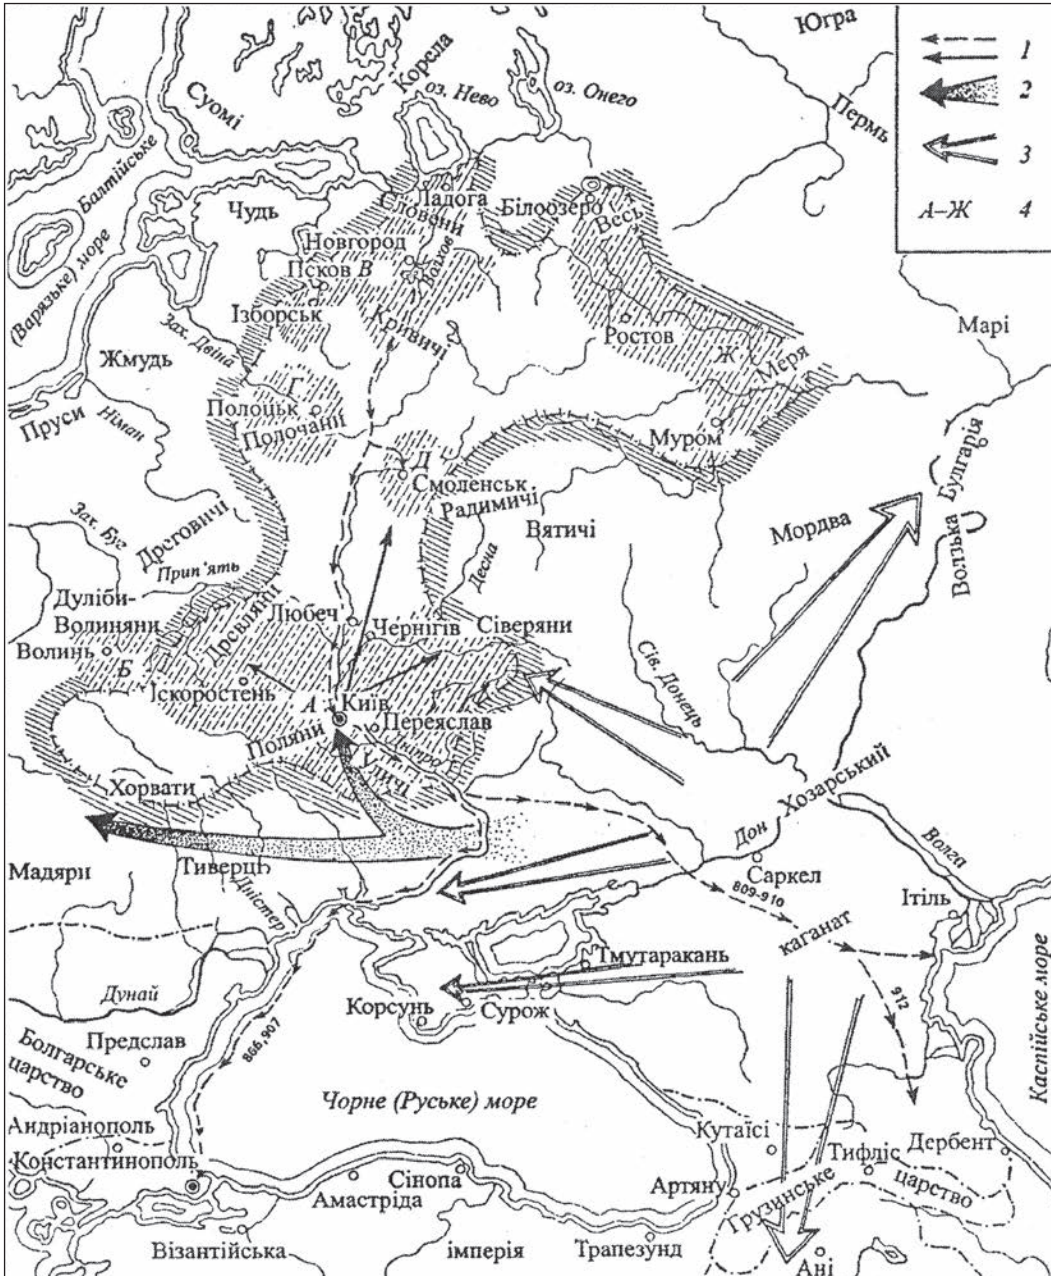 Югра
Пермь
1
2
3
А–Ж 4
Корела
оз. Нево
оз. Онего
Суомі
Балтійське
(Варязьке) море
Чудь
Ладога
Словени
Білоозеро
Весь
Новгород
Волхов
Псков В
Ізборськ
Кривичі
Ростов
Ж
Меря
Марі
Зах. Двіна
Жмудь
Пруси
Німан
Г
Полоцьк
Полочани
Муром
Д
Смоленськ
Радимичі
Вятичі
Мордва
Волзька Булгарія
Зах. Буг
Дреговичі
Прип’ять
Десна
Дуліби-
Волиняни
Волинь
Б
Древляни
Любеч
Чернігів
Сіверяни
Сів. Донець
Іскоростень
А
Київ
Переяслав
Поляни
Дніпро
Уличі
Хорвати
Хозарський
Дон
Волга
Мадяри
Тиверці
Дністер
Саркел
809-910
Ітіль
каганат
Тмутаракань
912
Дунай
Корсунь
Сурож
866,907
Предслав
Болгарське
царство
Каспійське море
Чорне (Руське) море
Андріанополь
Константинополь
Кутаїсі
Тифліс
Дербент
Сінопа
Амастріда
Артяну
Грузинське
царство
Візантійська
імперія
Трапезунд
Ані